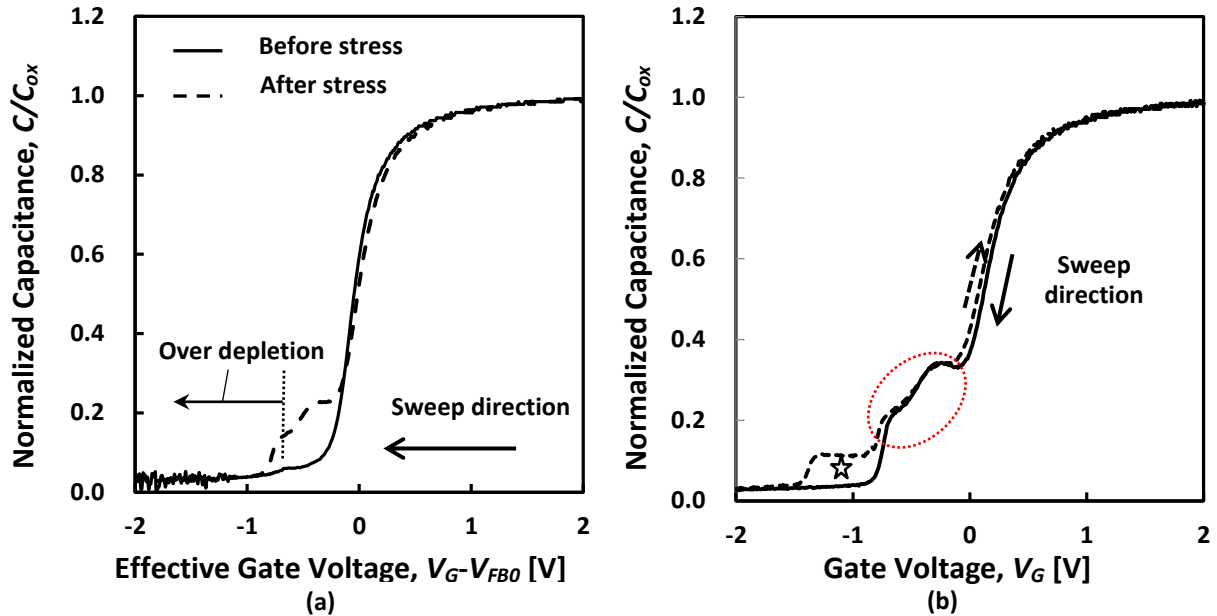 1.2
1.0
0.8
0.6
0.4
0.2
0.0
Normalized Capacitance, C/Cox
Before stress
After stress
Over depletion
Sweep direction
-2
-1
0
1
2
Effective Gate Voltage, VG-VFB0 [V]
(a)
1.2
1.0
0.8
0.6
0.4
0.2
0.0
Normalized Capacitance, C/Cox
Sweep
direction
-2
-1
0
1
2
Gate Voltage, VG [V]
(b)